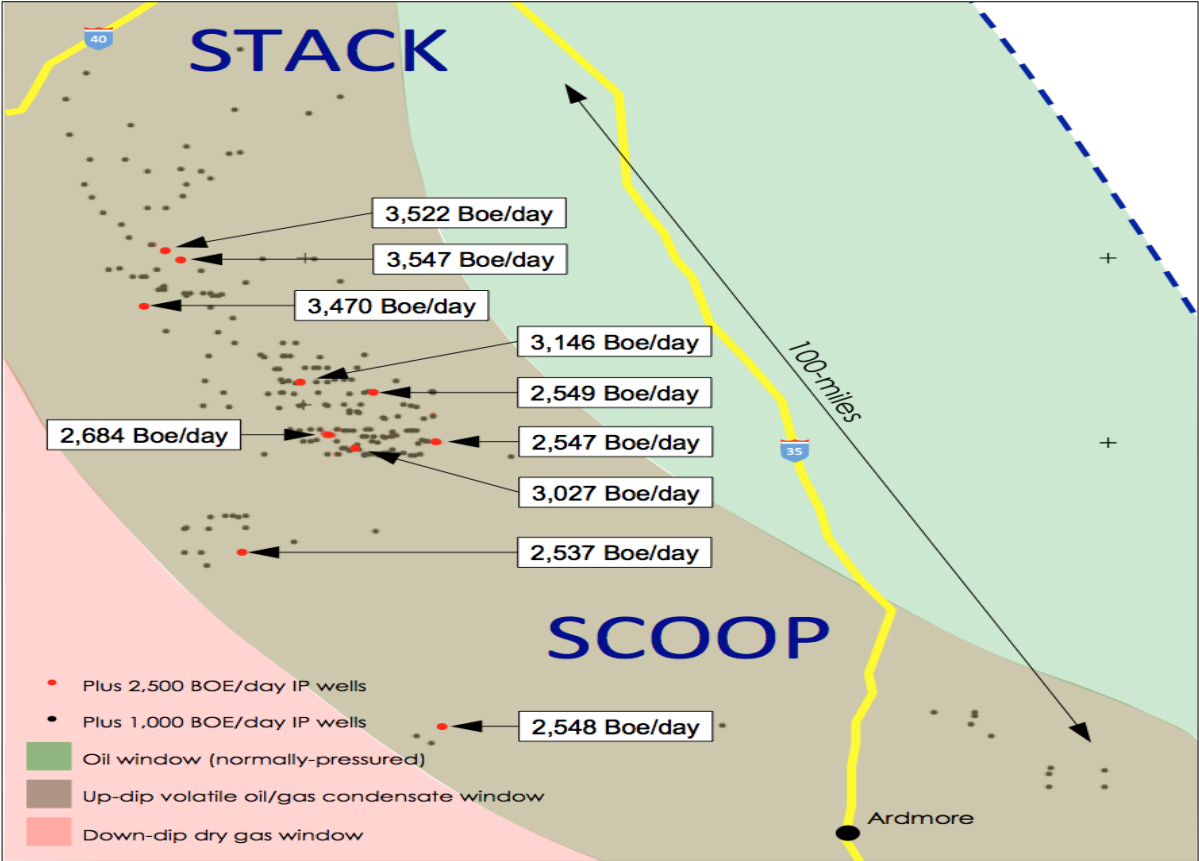 40
STACK
3,522 Boe/day
3,547 Boe/day
3,470 Boe/day
3,146 Boe/day
100-miles
2,549 Boe/day
2,684 Boe/day
2,547 Boe/day
35
3,027 Boe/day
2,537 Boe/day
SCOOP
Plus 2,500 BOE/day IP wells
Plus 1,000 BOE/day IP wells
2,548 Boe/day
Oil window (normally-pressured)
Up-dip volatile oil/gas condensate window
Down-dip dry gas window
Ardmore